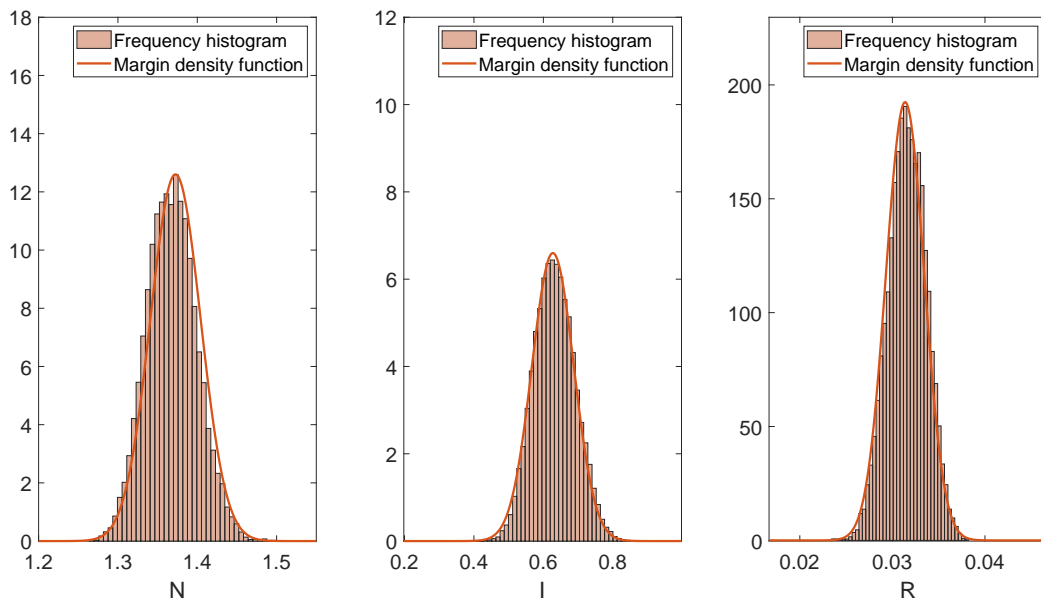 Frequency histogram
Margin density function
18
16
14
12
10
8
6
4
2
0
1.2 1.3 1.4 1.5
N
Frequency histogram
Margin density function
12
10
8
6
4
2
0
0.2 0.4 0.6 0.8
I
Frequency histogram
Margin density function
200
150
100
50
0
0.02 0.03 0.04
R